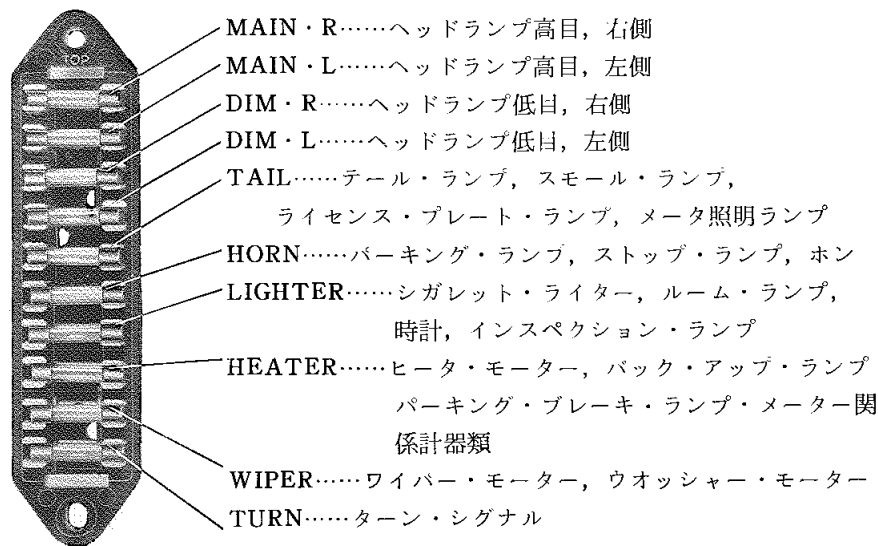 TOP
MAIN・R……ヘッドランプ高目，右側
MAIN・L……ヘッドランプ高目，左側
DIM・R……ヘッドランプ低目，右側
DIM・L……ヘッドランプ低目，左側
TAIL……テール・ランプ，スモール・ランプ，
ライセンス・プレート・ランプ，メータ照明ランプ
HORN……パーキング・ランプ，ストップ・ランプ，ホン
LIGHTER……シガレット・ライター，ルーム・ランプ，
時計，インスペクション・ランプ
HEATER……ヒータ・モーター，バック・アップ・ランプ
パーキング・ブレーキ・ランプ・メーター関
係計器類
WIPER……ワイパー・モーター，ウオッシャー・モーター
TURN……ターン・シグナル